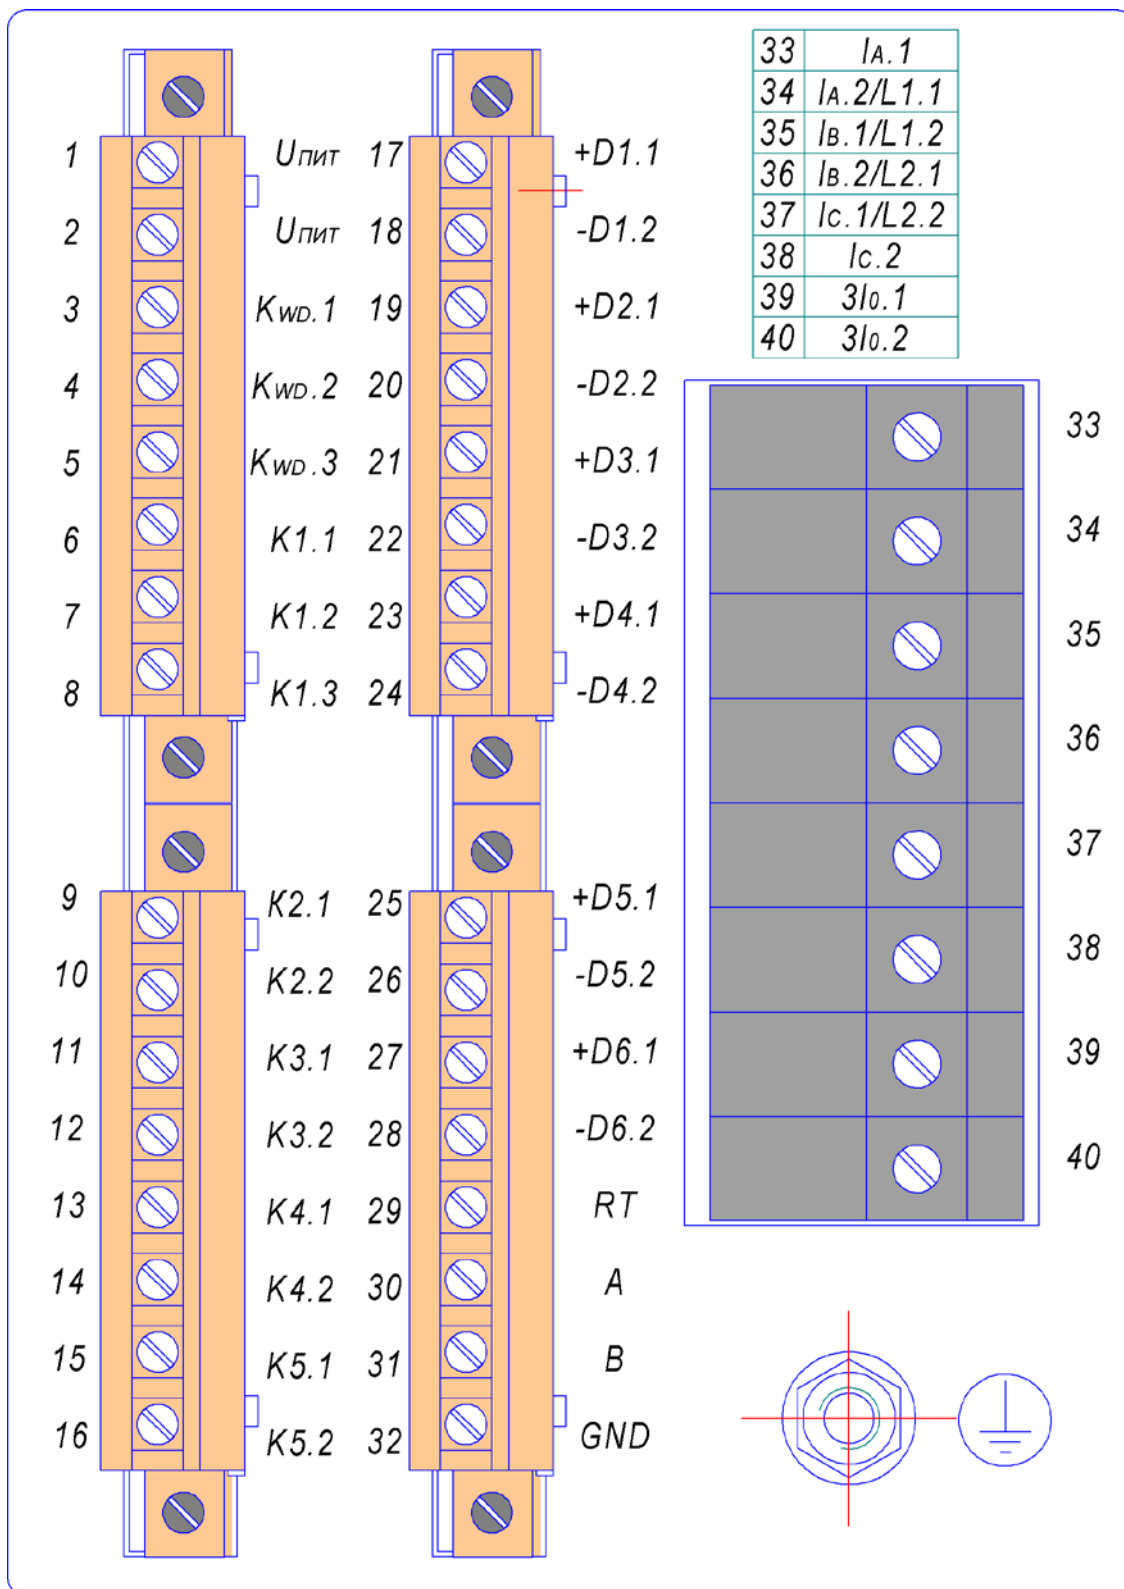 1 Uпит
2 Uпит
3 KWD.1
4 KWD.2
5 KWD.3
6 K1.1
7 K1.2
8 K1.3
9 K2.1
10 K2.2
11 K3.1
12 K3.2
13 K4.1
14 K4.2
15 K5.1
16 K5.2
17 +D1.1
18 -D1.2
19 +D2.1
20 -D2.2
21 +D3.1
22 -D3.2
23 +D4.1
24 -D4.2
25 +D5.1
26 -D5.2
27 +D6.1
28 -D6.2
29 RT
30 A
31 B
32 GND
33 IA.1
34 IA.2/L1.1
35 IB.1/L1.2
36 IB.2/L2.1
37 IC.1/L2.2
38 IC.2
39 3I0.1
40 3I0.2
33
34
35
36
37
38
39
40